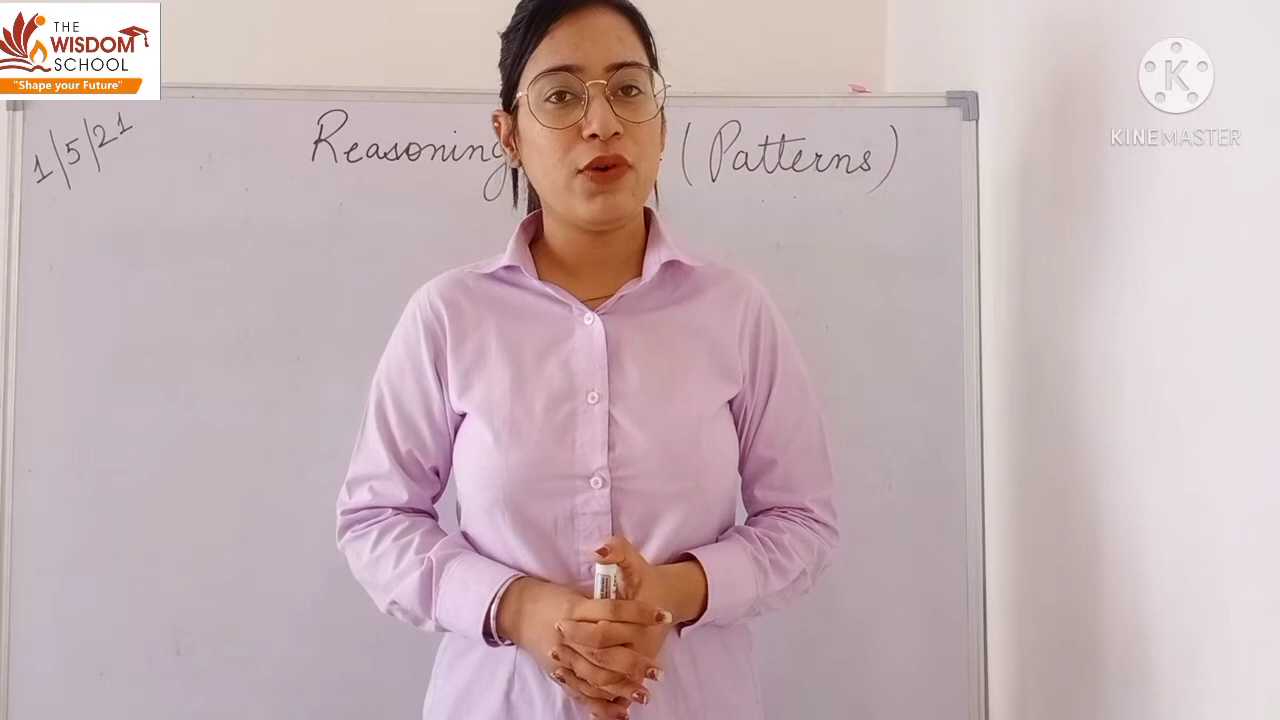 THE
WISDOM
SCHOOL
"Shape your Future"
1/5/21
Reasoning (Patterns)
KINEMASTER
K